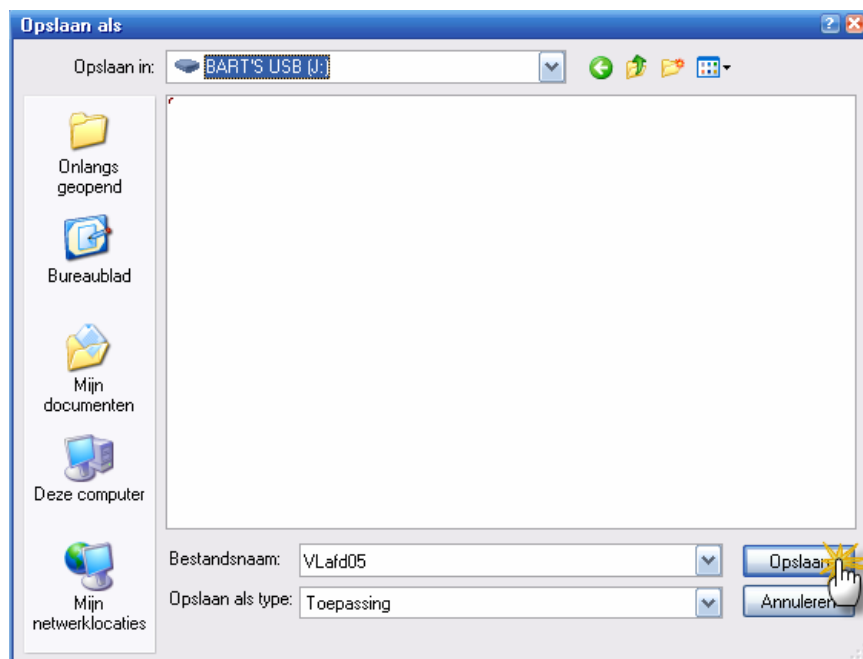 Opslaan als
Opslaan in:
BART'S USB (J:)
Onlangs
geopend
Bureaublad
Mijn
documenten
Deze computer
Mijn
netwerklocaties
Bestandsnaam:
VLafd05
Opslaan
Opslaan als type:
Toepassing
Annuleren